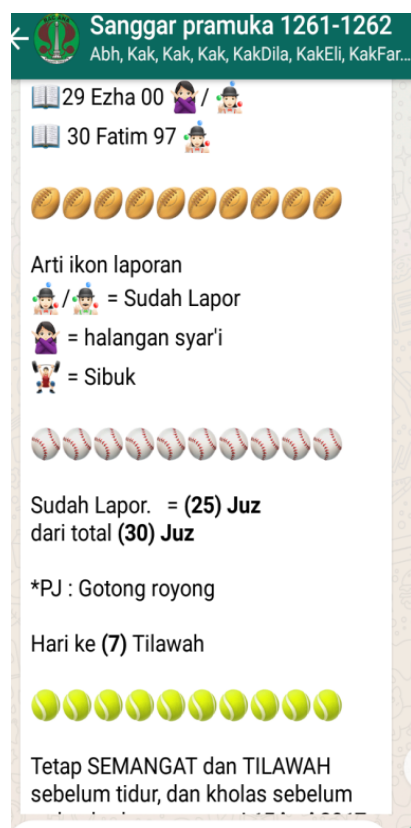 Sanggar pramuka 1261-1262
Abh, Kak, Kak, Kak, KakDila, KakEli, KakFar...
📖29 Ezha 00 🙅🏻‍♀️/ 🤹🏻‍♀️
📖 30 Fatim 97 🤹🏻‍♀️
🏉🏉🏉🏉🏉🏉🏉🏉🏉🏉
Arti ikon laporan
🤹🏻‍♀️/🤹🏻‍♂️ = Sudah Lapor
🙅🏻‍♀️ = halangan syar'i
🏋🏻‍♂️ = Sibuk
⚾⚾⚾⚾⚾⚾⚾⚾⚾⚾
Sudah Lapor. = (25) Juz
dari total (30) Juz
*PJ : Gotong royong
Hari ke (7) Tilawah
🎾🎾🎾🎾🎾🎾🎾🎾🎾🎾
Tetap SEMANGAT dan TILAWAH
sebelum tidur, dan kholas sebelum